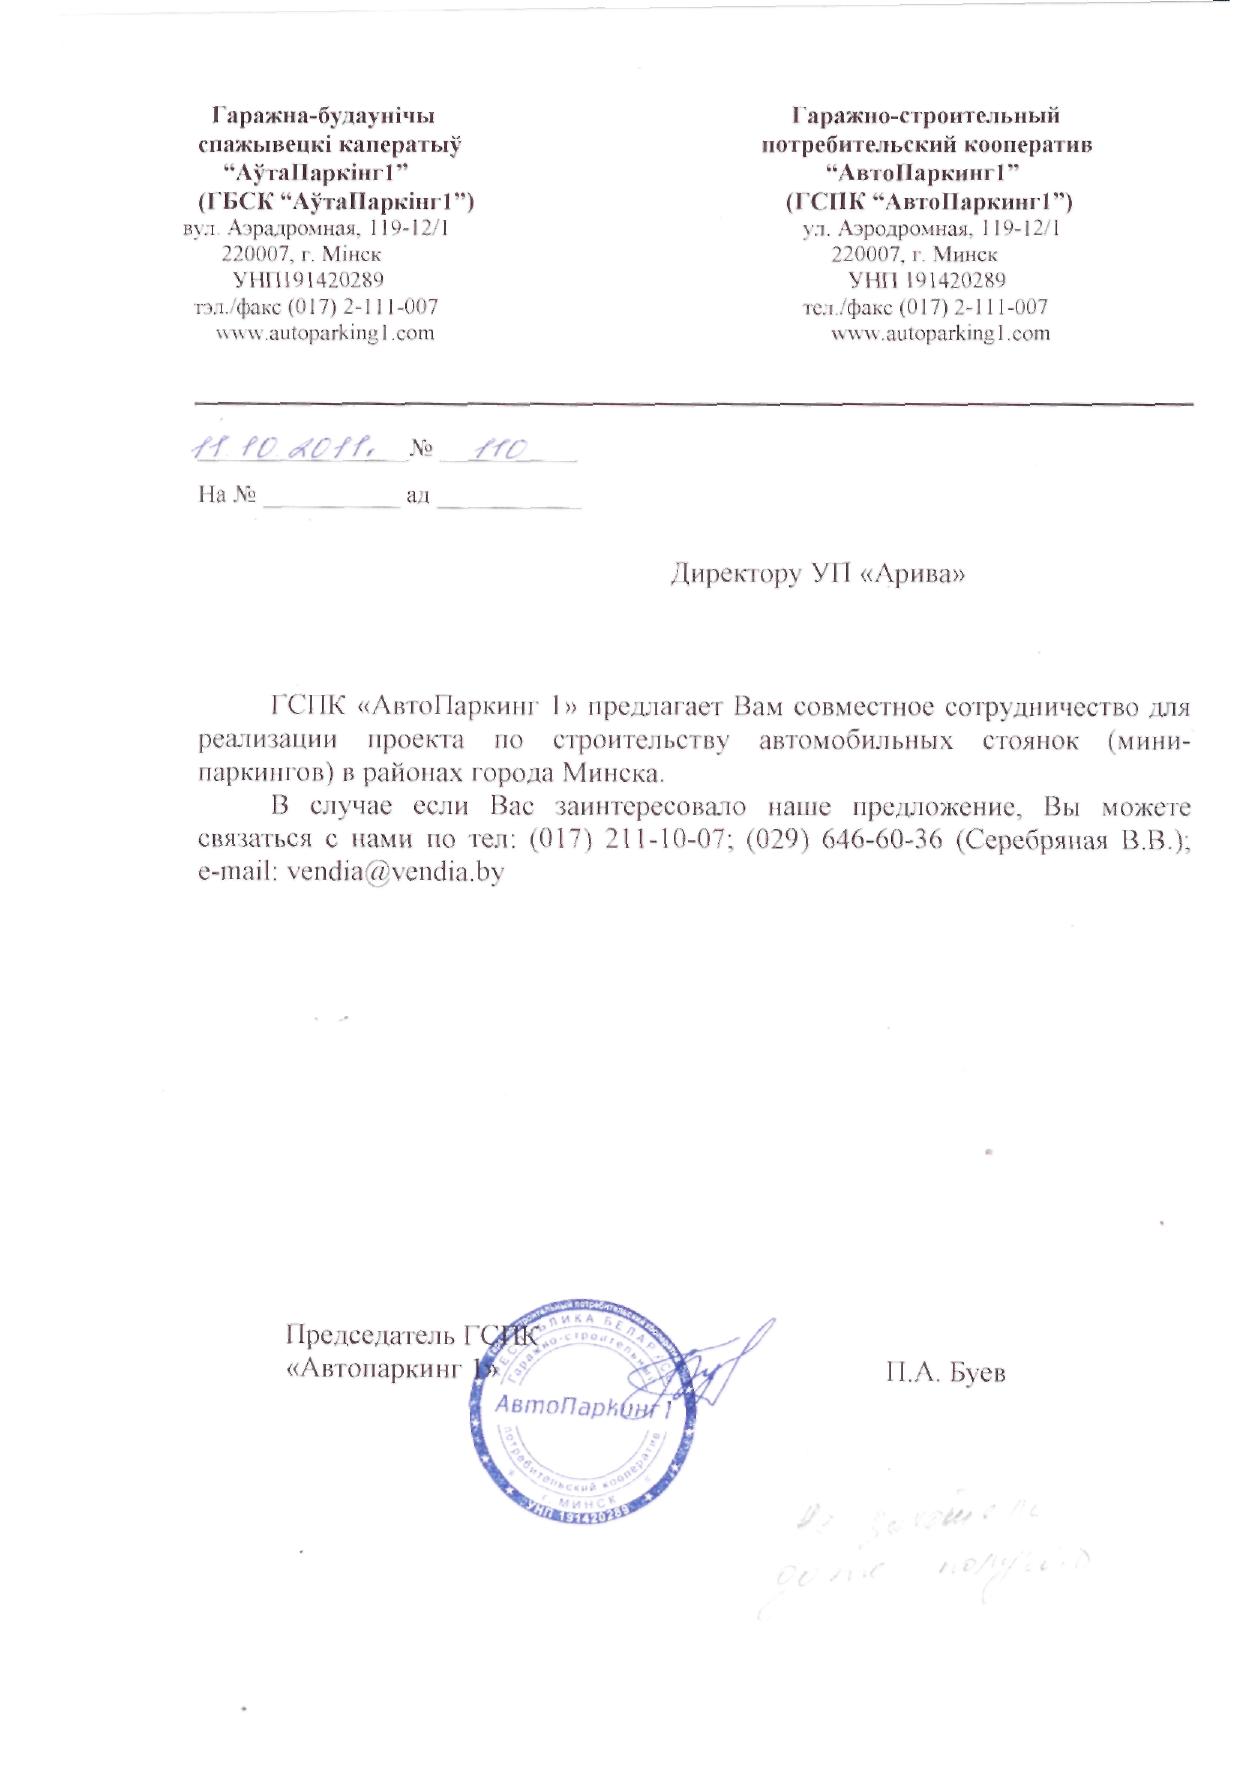 Гаражна-будаунічы
спажывецкі каператыў
“АўтаПаркінг1”
(ГБСК “АўтаПаркінг1”)
вул. Аэрадромная, 119-12/1
220007, г. Мінск
УНП191420289
тэл./факс (017) 2-111-007
www.autoparking1.com
Гаражно-строительный
потребительский кооператив
“АвтоПаркинг1”
(ГСПК “АвтоПаркинг1”)
ул. Аэродромная, 119-12/1
220007, г. Минск
УНП 191420289
тел./факс (017) 2-111-007
www.autoparking1.com
11.10 2011. № 110
На № ____________ ад ____________
Директору УП «Арива»
ГСПК «АвтоПаркинг 1» предлагает Вам совместное сотрудничество для
реализации проекта по строительству автомобильных стоянок (мини-
паркингов) в районах города Минска.
В случае если Вас заинтересовало наше предложение, Вы можете
связаться с нами по тел: (017) 211-10-07; (029) 646-60-36 (Серебряная В.В.);
e-mail: vendia@vendia.by
Председатель ГСПК
«Автопаркинг 1»
П.А. Буев
РЕСПУБЛИКА БЕЛАРУСЬ
Гаражно-строительный
АвтоПаркинг1
потребительский кооператив
г. МИНСК
УНП 191420289